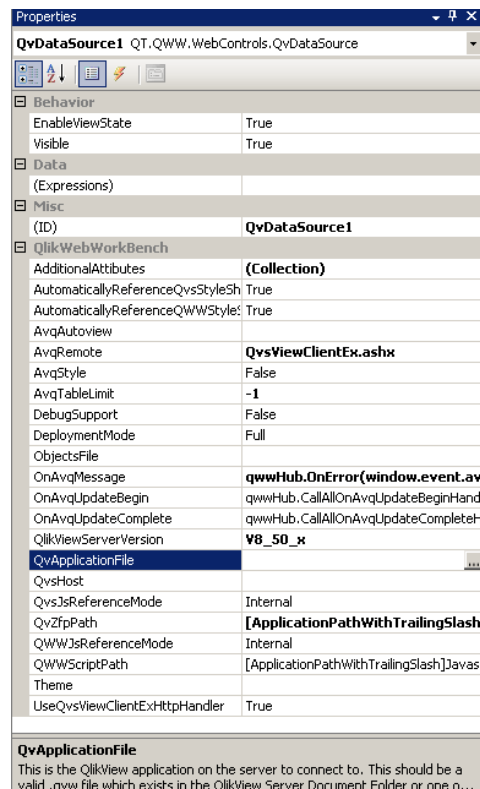 Properties
QvDataSource1 QT.QWW.WebControls.QvDataSource
Behavior
EnableViewState True
Visible True
Data
(Expressions)
Misc
(ID) QvDataSource1
QlikWebWorkBench
AdditionalAttibutes (Collection)
AutomaticallyReferenceQvsStyleSh True
AutomaticallyReferenceQWWStyleS True
AvqAutoview
AvqRemote QvsViewClientEx.ashx
AvqStyle False
AvqTableLimit -1
DebugSupport False
DeploymentMode Full
ObjectsFile
OnAvqMessage qwwHub.OnError(window.event.av
OnAvqUpdateBegin qwwHub.CallAllOnAvqUpdateBeginHand
OnAvqUpdateComplete qwwHub.CallAllOnAvqUpdateCompleteH
QlikViewServerVersion V8_50_x
QvApplicationFile ...
QvsHost
QvsJsReferenceMode Internal
QvZfpPath [ApplicationPathWithTrailingSlash
QWWJsReferenceMode Internal
QWWScriptPath [ApplicationPathWithTrailingSlash]Javas
Theme
UseQvsViewClientExHttpHandler True
QvApplicationFile
This is the QlikView application on the server to connect to. This should be a
valid .qvw file which exists in the QlikView Server Document Folder or one o...